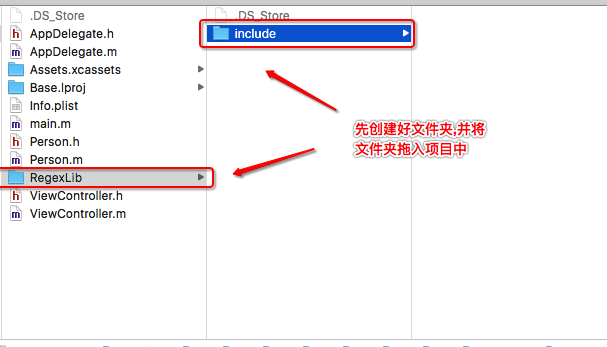 .DS_Store
AppDelegate.h
AppDelegate.m
Assets.xcassets
Base.lproj
Info.plist
main.m
Person.h
Person.m
RegexLib
ViewController.h
ViewController.m
.DS_Store
include
先创建好文件夹,并将
文件夹拖入项目中